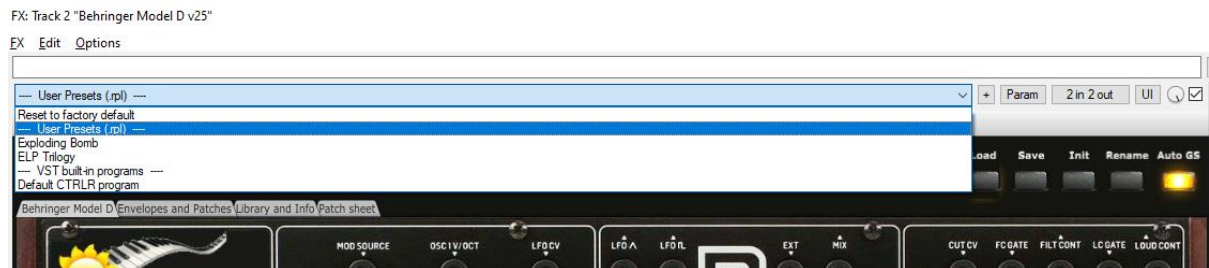 FX: Track 2 "Behringer Model D v25"
FX Edit Options
---- User Presets (.rpl) ----
+ Param 2 in 2 out UI
Reset to factory default
---- User Presets (.rpl) ----
Exploding Bomb
ELP Trilogy
---- VST built-in programs ----
Default CTRLR program
Save Init Rename Auto GS
Behringer Model D Envelopes and Patches Library and Info Patch sheet
MOD SOURCE OSC 1 V/OCT LFO CV LFO LFO EXT MIX CUT CV FC GATE FILT CONT LC GATE LOUD CONT